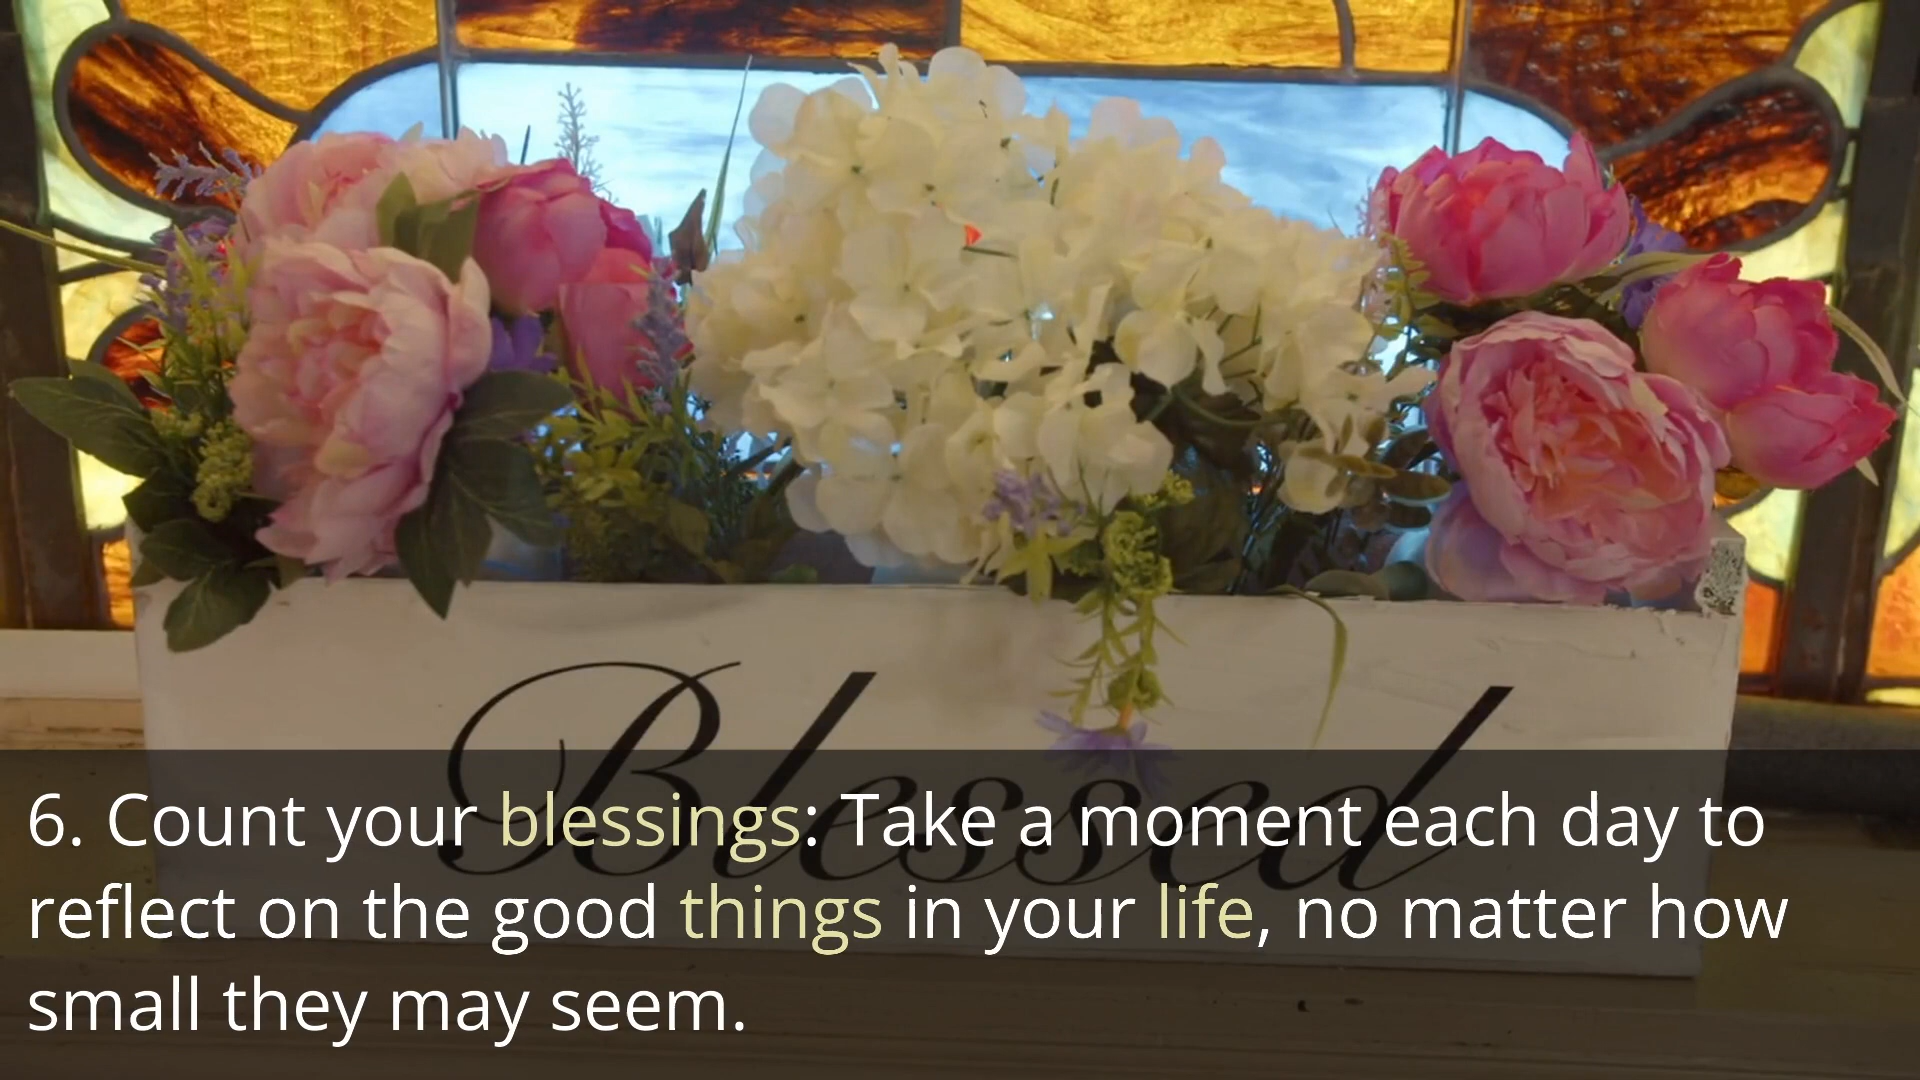 Blessed
6. Count your blessings: Take a moment each day to
reflect on the good things in your life, no matter how
small they may seem.